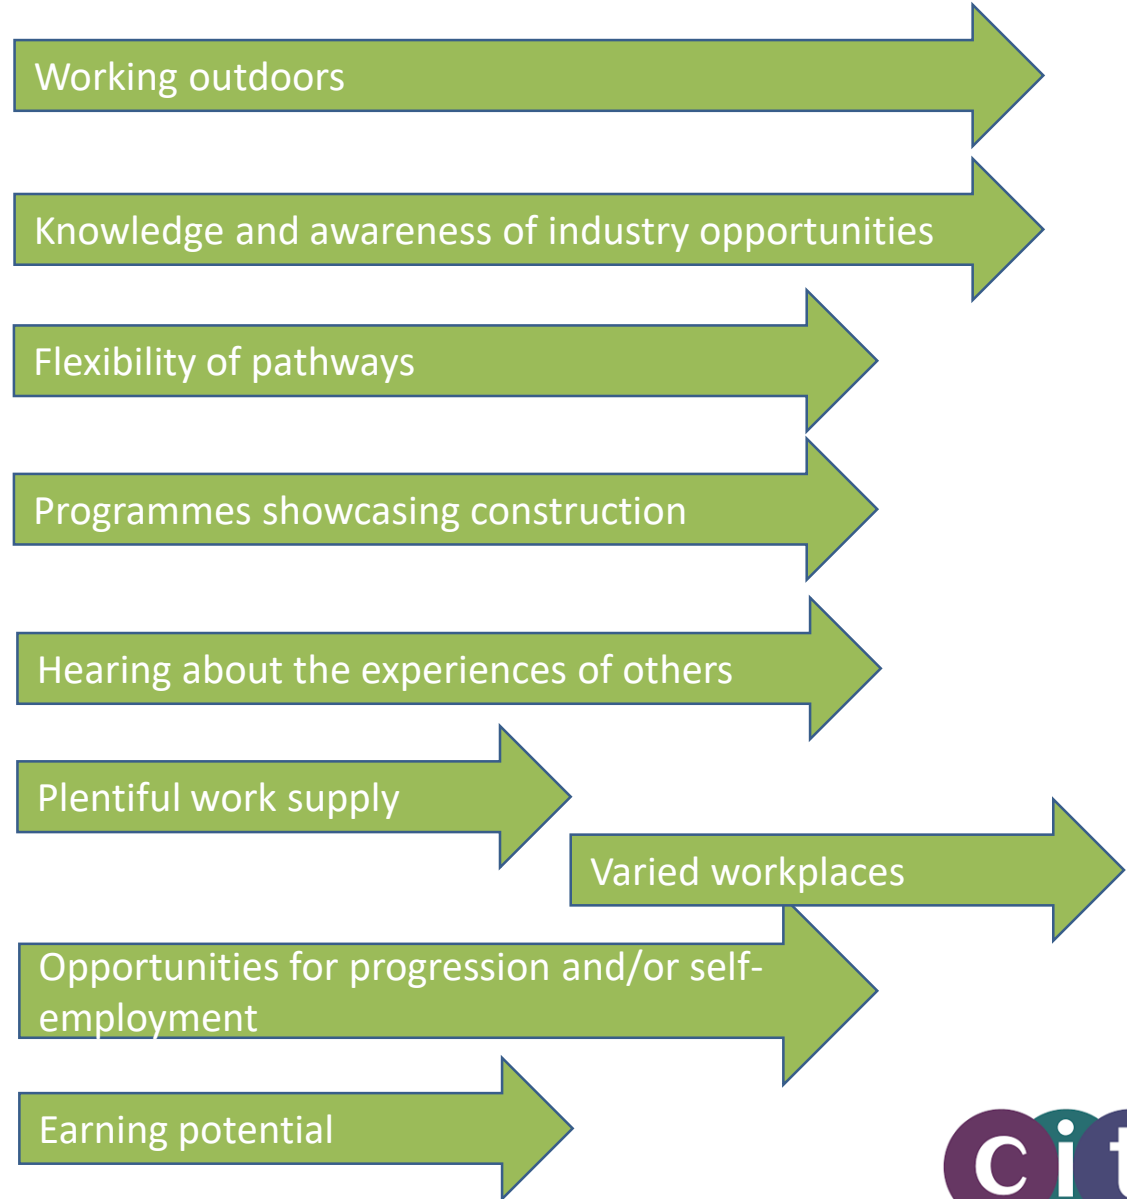 Working outdoors
Knowledge and awareness of industry opportunities
Flexibility of pathways
Programmes showcasing construction
Hearing about the experiences of others
Plentiful work supply
Varied workplaces
Opportunities for progression and/or self-
employment
Earning potential
cit